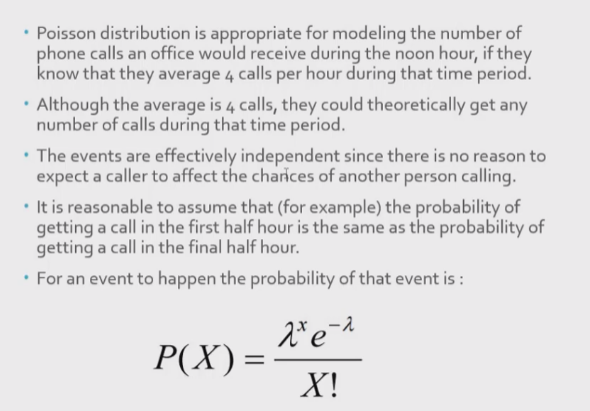 • Poisson distribution is appropriate for modeling the number of
phone calls an office would receive during the noon hour, if they
know that they average 4 calls per hour during that time period.
• Although the average is 4 calls, they could theoretically get any
number of calls during that time period.
• The events are effectively independent since there is no reason to
expect a caller to affect the chances of another person calling.
• It is reasonable to assume that (for example) the probability of
getting a call in the first half hour is the same as the probability of
getting a call in the final half hour.
• For an event to happen the probability of that event is :
P(X) = λˣe^−λ / X!